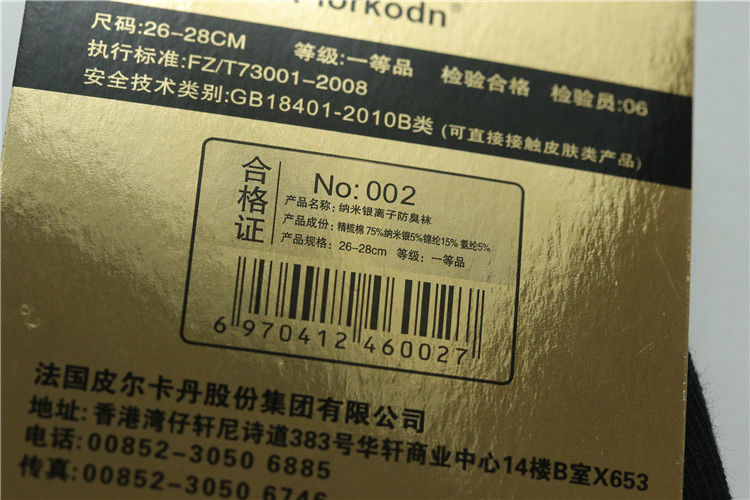 尺码:26-28CM 等级:一等品 检验合格 检验员:06
执行标准:FZ/T73001-2008
安全技术类别:GB18401-2010B类 (可直接接触皮肤类产品)
合格证
No: 002
产品名称: 纳米银离子防臭袜
产品成份: 精梳棉 75%纳米银5%锦纶15% 氨纶5%
产品规格: 26-28cm 等级: 一等品
6 970412 460027
法国皮尔卡丹股份集团有限公司
地址: 香港湾仔轩尼诗道383号华轩商业中心14楼B室X653
电话: 00852-3050 6885
传真: 00852-3050 6746